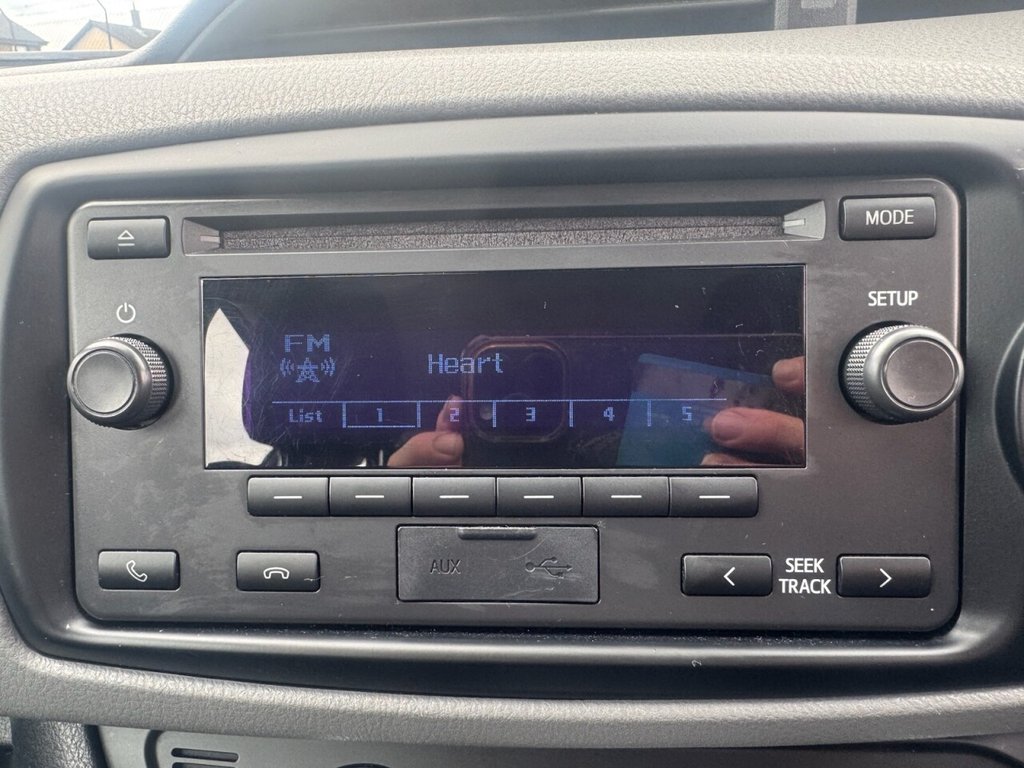 MODE
SETUP
FM
Heart
List 1 2 3 4 5
AUX
SEEK
TRACK